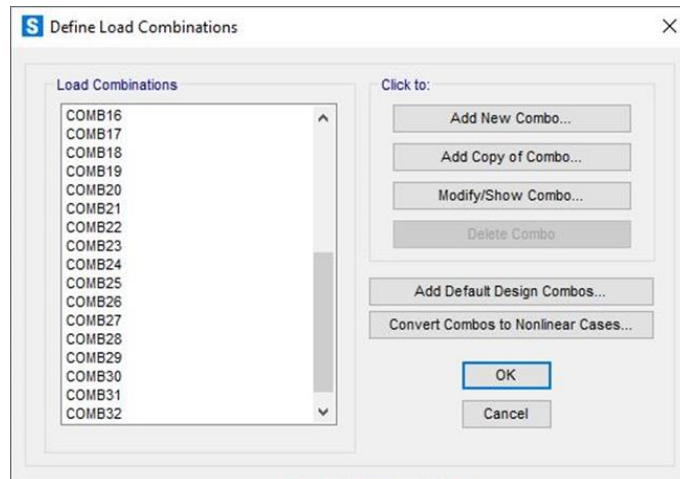 S Define Load Combinations
Load Combinations
COMB16
COMB17
COMB18
COMB19
COMB20
COMB21
COMB22
COMB23
COMB24
COMB25
COMB26
COMB27
COMB28
COMB29
COMB30
COMB31
COMB32
Click to:
Add New Combo...
Add Copy of Combo...
Modify/Show Combo...
Delete Combo
Add Default Design Combos...
Convert Combos to Nonlinear Cases...
OK
Cancel